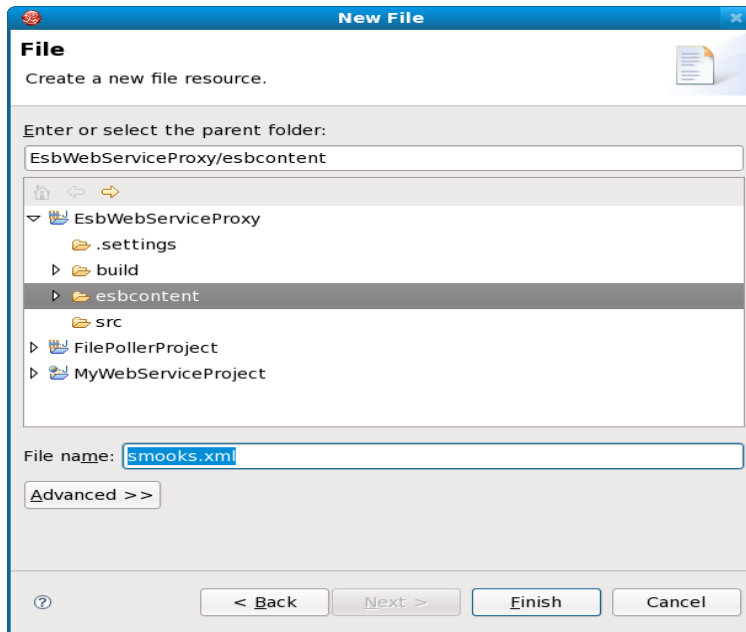 New File
File
Create a new file resource.
Enter or select the parent folder:
EsbWebServiceProxy/esbcontent
EsbWebServiceProxy
.settings
build
esbcontent
src
FilePollerProject
MyWebServiceProject
File name: smooks.xml
Advanced >>
? < Back Next > Finish Cancel